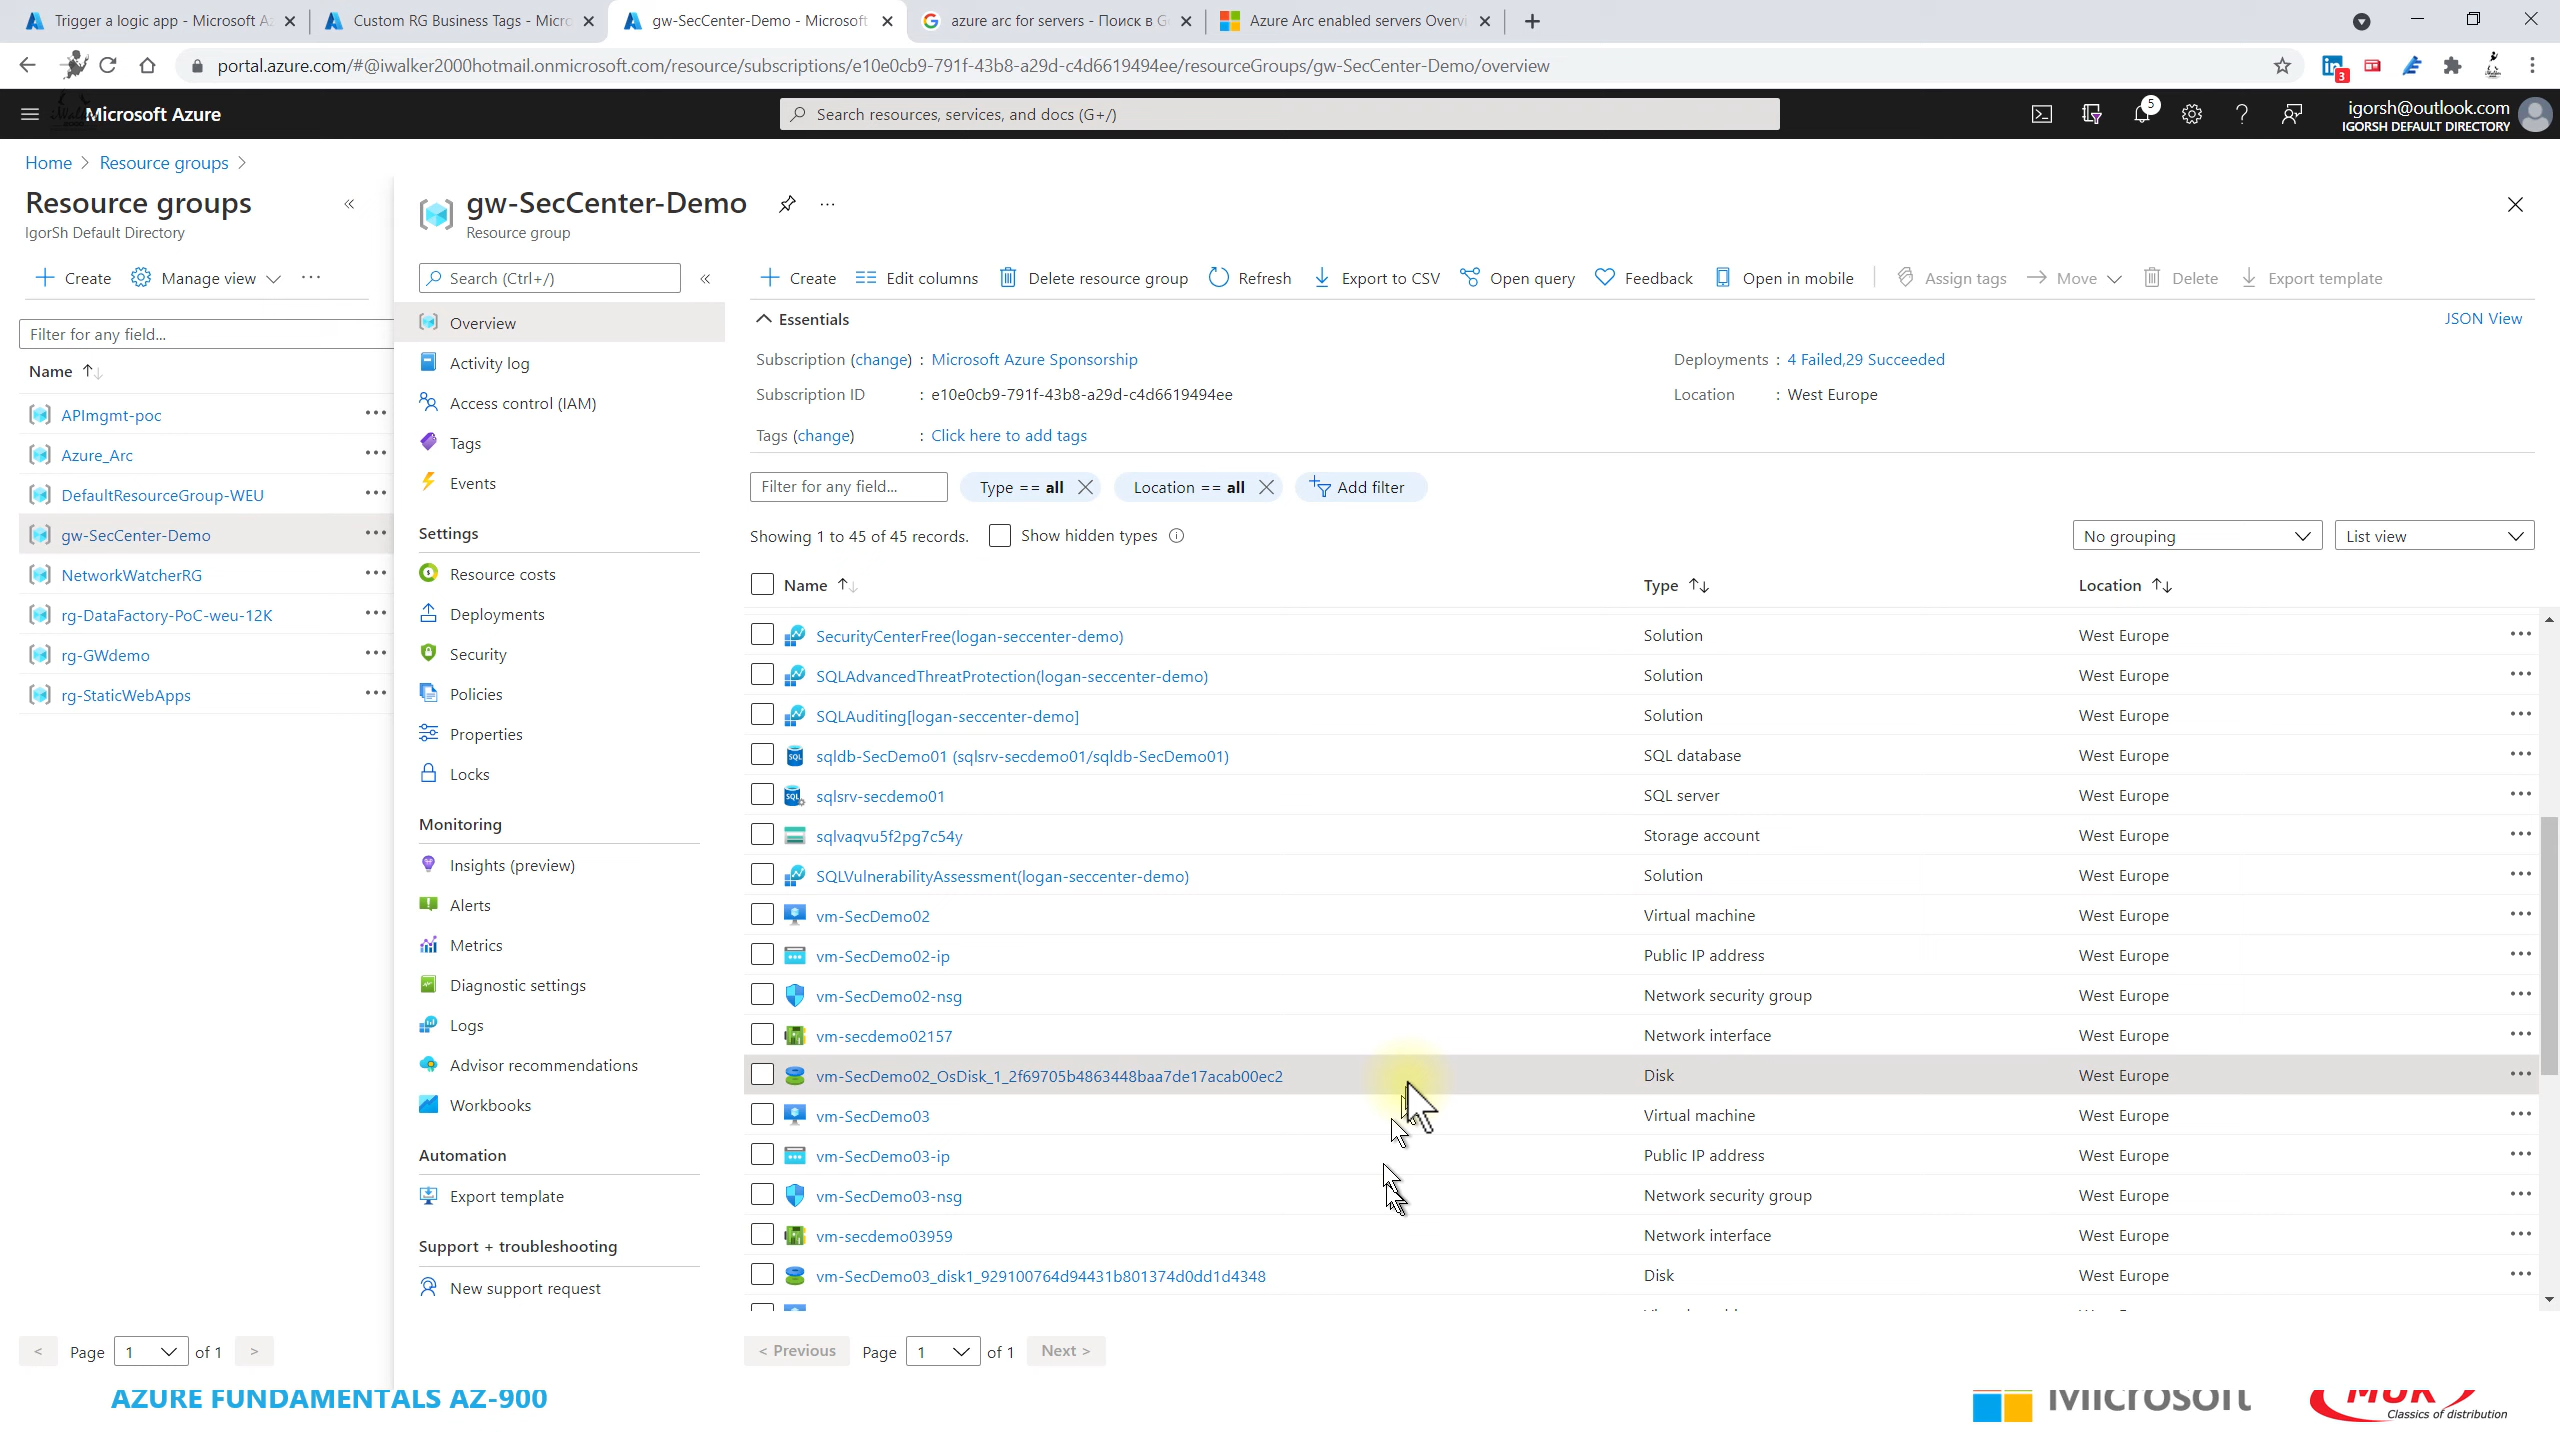 Trigger a logic app - Microsoft Az
Custom RG Business Tags - Micro
gw-SecCenter-Demo - Microsoft
azure arc for servers - Поиск в G
Azure Arc enabled servers Overvi
portal.azure.com/#@iwalker2000hotmail.onmicrosoft.com/resource/subscriptions/e10e0cb9-791f-43b8-a29d-c4d6619494ee/resourceGroups/gw-SecCenter-Demo/overview
3
Microsoft Azure
Search resources, services, and docs (G+/)
5
igorsh@outlook.com
IGORSH DEFAULT DIRECTORY
Home > Resource groups >
Resource groups
IgorSh Default Directory
Create
Manage view
Filter for any field...
Name
APImgmt-poc
Azure_Arc
DefaultResourceGroup-WEU
gw-SecCenter-Demo
NetworkWatcherRG
rg-DataFactory-PoC-weu-12K
rg-GWdemo
rg-StaticWebApps
< Page 1 of 1 >
gw-SecCenter-Demo
Resource group
Search (Ctrl+/)
Overview
Activity log
Access control (IAM)
Tags
Events
Settings
Resource costs
Deployments
Security
Policies
Properties
Locks
Monitoring
Insights (preview)
Alerts
Metrics
Diagnostic settings
Logs
Advisor recommendations
Workbooks
Automation
Export template
Support + troubleshooting
New support request
Create Edit columns Delete resource group Refresh Export to CSV Open query Feedback Open in mobile Assign tags Move Delete Export template
Essentials
JSON View
Subscription (change) : Microsoft Azure Sponsorship
Deployments : 4 Failed,29 Succeeded
Subscription ID : e10e0cb9-791f-43b8-a29d-c4d6619494ee
Location : West Europe
Tags (change) : Click here to add tags
Filter for any field... Type == all Location == all Add filter
Showing 1 to 45 of 45 records. Show hidden types
No grouping List view
Name Type Location
SecurityCenterFree(logan-seccenter-demo) Solution West Europe
SQLAdvancedThreatProtection(logan-seccenter-demo) Solution West Europe
SQLAuditing[logan-seccenter-demo] Solution West Europe
sqldb-SecDemo01 (sqlsrv-secdemo01/sqldb-SecDemo01) SQL database West Europe
sqlsrv-secdemo01 SQL server West Europe
sqlvaqvu5f2pg7c54y Storage account West Europe
SQLVulnerabilityAssessment(logan-seccenter-demo) Solution West Europe
vm-SecDemo02 Virtual machine West Europe
vm-SecDemo02-ip Public IP address West Europe
vm-SecDemo02-nsg Network security group West Europe
vm-secdemo02157 Network interface West Europe
vm-SecDemo02_OsDisk_1_2f69705b4863448baa7de17acab00ec2 Disk West Europe
vm-SecDemo03 Virtual machine West Europe
vm-SecDemo03-ip Public IP address West Europe
vm-SecDemo03-nsg Network security group West Europe
vm-secdemo03959 Network interface West Europe
vm-SecDemo03_disk1_929100764d94431b801374d0dd1d4348 Disk West Europe
< Previous Page 1 of 1 Next >
AZURE FUNDAMENTALS AZ-900
Microsoft
Classics of distribution